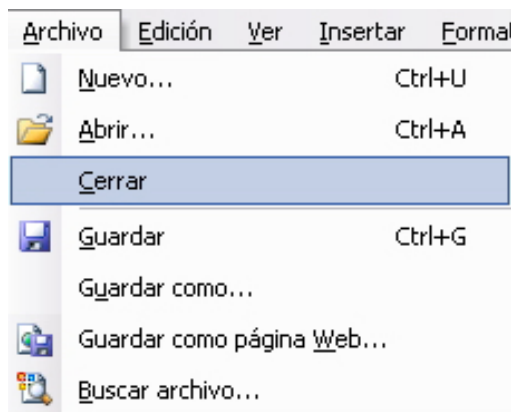 Archivo Edición Ver Insertar Format
Nuevo... Ctrl+U
Abrir... Ctrl+A
Cerrar
Guardar Ctrl+G
Guardar como...
Guardar como página Web...
Buscar archivo...